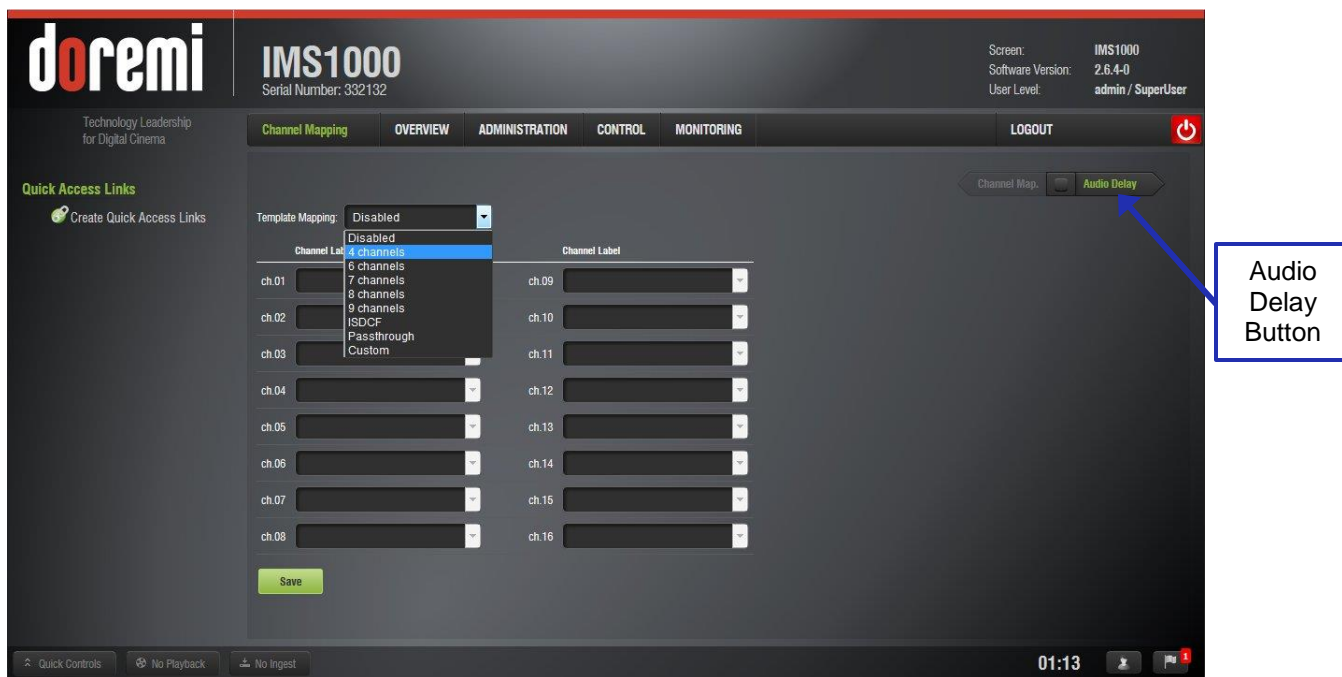 doremi
Technology Leadership
for Digital Cinema
IMS1000
Serial Number: 332132
Screen: IMS1000
Software Version: 2.6.4-0
User Level: admin / SuperUser
Channel Mapping OVERVIEW ADMINISTRATION CONTROL MONITORING LOGOUT
Quick Access Links
Create Quick Access Links
Channel Map. Audio Delay
Audio
Delay
Button
Template Mapping: Disabled
Disabled
4 channels
6 channels
7 channels
8 channels
9 channels
ISDCF
Passthrough
Custom
Channel Lab Channel Label
ch.01 ch.09
ch.02 ch.10
ch.03 ch.11
ch.04 ch.12
ch.05 ch.13
ch.06 ch.14
ch.07 ch.15
ch.08 ch.16
Save
Quick Controls No Playback No Ingest 01:13 1